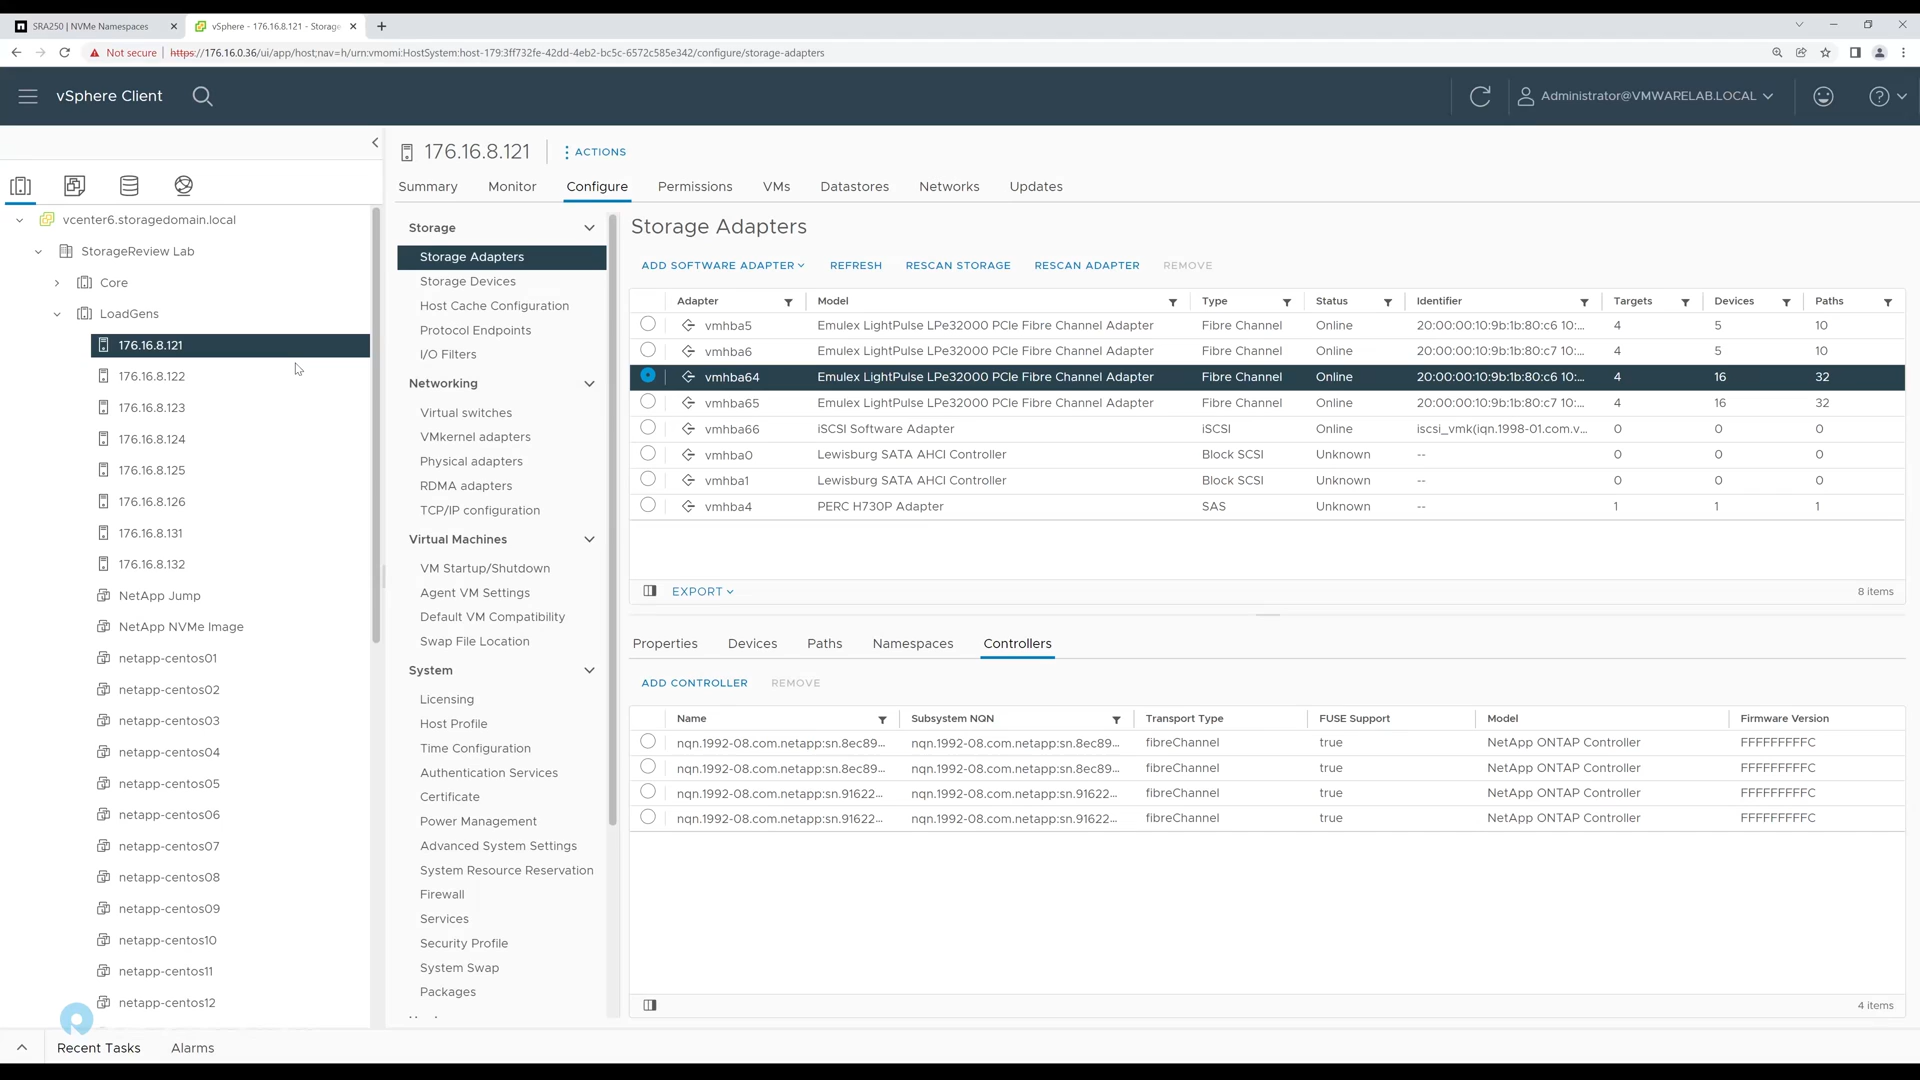 SRA250 | NVMe Namespaces
vSphere - 176.16.8.121 - Storage
Not secure
https://176.16.0.36/ui/app/host;nav=h/urn:vmomi:HostSystem:host-179:3ff732fe-42dd-4eb2-bc5c-6572c585e342/configure/storage-adapters
vSphere Client
Administrator@VMWARELAB.LOCAL
176.16.8.121
ACTIONS
Summary Monitor Configure Permissions VMs Datastores Networks Updates
vcenter6.storagedomain.local
StorageReview Lab
Core
LoadGens
176.16.8.121
176.16.8.122
176.16.8.123
176.16.8.124
176.16.8.125
176.16.8.126
176.16.8.131
176.16.8.132
NetApp Jump
NetApp NVMe Image
netapp-centos01
netapp-centos02
netapp-centos03
netapp-centos04
netapp-centos05
netapp-centos06
netapp-centos07
netapp-centos08
netapp-centos09
netapp-centos10
netapp-centos11
netapp-centos12
Storage
Storage Adapters
Storage Devices
Host Cache Configuration
Protocol Endpoints
I/O Filters
Networking
Virtual switches
VMkernel adapters
Physical adapters
RDMA adapters
TCP/IP configuration
Virtual Machines
VM Startup/Shutdown
Agent VM Settings
Default VM Compatibility
Swap File Location
System
Licensing
Host Profile
Time Configuration
Authentication Services
Certificate
Power Management
Advanced System Settings
System Resource Reservation
Firewall
Services
Security Profile
System Swap
Packages
Storage Adapters
ADD SOFTWARE ADAPTER REFRESH RESCAN STORAGE RESCAN ADAPTER REMOVE
Adapter Model Type Status Identifier Targets Devices Paths
vmhba5 Emulex LightPulse LPe32000 PCIe Fibre Channel Adapter Fibre Channel Online 20:00:00:10:9b:1b:80:c6 10:... 4 5 10
vmhba6 Emulex LightPulse LPe32000 PCIe Fibre Channel Adapter Fibre Channel Online 20:00:00:10:9b:1b:80:c7 10:... 4 5 10
vmhba64 Emulex LightPulse LPe32000 PCIe Fibre Channel Adapter Fibre Channel Online 20:00:00:10:9b:1b:80:c6 10:... 4 16 32
vmhba65 Emulex LightPulse LPe32000 PCIe Fibre Channel Adapter Fibre Channel Online 20:00:00:10:9b:1b:80:c7 10:... 4 16 32
vmhba66 iSCSI Software Adapter iSCSI Online iscsi_vmk(iqn.1998-01.com.v... 0 0 0
vmhba0 Lewisburg SATA AHCI Controller Block SCSI Unknown -- 0 0 0
vmhba1 Lewisburg SATA AHCI Controller Block SCSI Unknown -- 0 0 0
vmhba4 PERC H730P Adapter SAS Unknown -- 1 1 1
EXPORT 8 items
Properties Devices Paths Namespaces Controllers
ADD CONTROLLER REMOVE
Name Subsystem NQN Transport Type FUSE Support Model Firmware Version
nqn.1992-08.com.netapp:sn.8ec89... nqn.1992-08.com.netapp:sn.8ec89... fibreChannel true NetApp ONTAP Controller FFFFFFFFFC
nqn.1992-08.com.netapp:sn.8ec89... nqn.1992-08.com.netapp:sn.8ec89... fibreChannel true NetApp ONTAP Controller FFFFFFFFFC
nqn.1992-08.com.netapp:sn.91622... nqn.1992-08.com.netapp:sn.91622... fibreChannel true NetApp ONTAP Controller FFFFFFFFFC
nqn.1992-08.com.netapp:sn.91622... nqn.1992-08.com.netapp:sn.91622... fibreChannel true NetApp ONTAP Controller FFFFFFFFFC
4 items
Recent Tasks Alarms